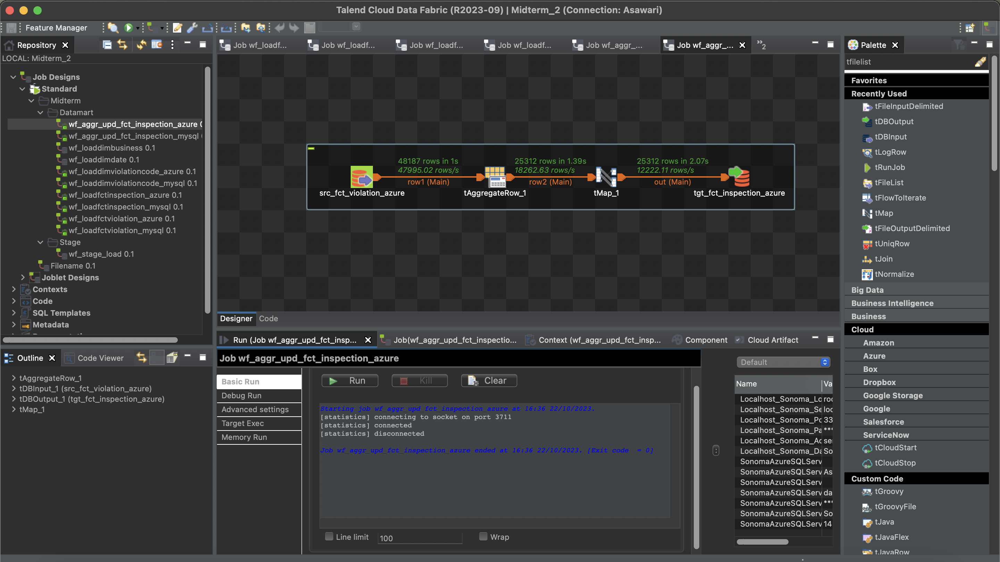 Talend Cloud Data Fabric (R2023-09) | Midterm_2 (Connection: Asawari)
Feature Manager
Repository
LOCAL: Midterm_2
Job Designs
Standard
Midterm
Datamart
wf_aggr_upd_fct_inspection_azure
wf_aggr_upd_fct_inspection_mysql
wf_loaddimbusiness 0.1
wf_loaddimdate 0.1
wf_loaddimviolationcode_azure 0.1
wf_loaddimviolationcode_mysql 0.1
wf_loadfctinspection_azure 0.1
wf_loadfctinspection_mysql 0.1
wf_loadfctviolation_azure 0.1
wf_loadfctviolation_mysql 0.1
Stage
wf_stage_load 0.1
Filename 0.1
Joblet Designs
Contexts
Code
SQL Templates
Metadata
Outline
Code Viewer
tAggregateRow_1
tDBInput_1 (src_fct_violation_azure)
tDBOutput_1 (tgt_fct_inspection_azure)
tMap_1
Job wf_loadf...
Job wf_loadf...
Job wf_loadf...
Job wf_loadf...
Job wf_aggr_...
Job wf_aggr_...
»2
48187 rows in 1s
47995.02 rows/s
row1 (Main)
25312 rows in 1.39s
18262.63 rows/s
row2 (Main)
25312 rows in 2.07s
12222.11 rows/s
out (Main)
src_fct_violation_azure
tAggregateRow_1
tMap_1
tgt_fct_inspection_azure
Designer
Code
Run (Job wf_aggr_upd_fct_insp...
Job(wf_aggr_upd_fct_inspectio...
Context (wf_aggr_upd_fct_insp...
Component
Cloud Artifact
Job wf_aggr_upd_fct_inspection_azure
Basic Run
Debug Run
Advanced settings
Target Exec
Memory Run
Run
Kill
Clear
Starting job wf_aggr_upd_fct_inspection_azure at 16:36 22/10/2023.
[statistics] connecting to socket on port 3711
[statistics] connected
[statistics] disconnected
Job wf_aggr_upd_fct_inspection_azure ended at 16:36 22/10/2023. [Exit code  = 0]
Line limit
100
Wrap
Default
Name
Va
Localhost_Sonoma_Lo roo
Localhost_Sonoma_Se loc
Localhost_Sonoma_Po 33
Localhost_Sonoma_Pa ***
Localhost_Sonoma_Ad se
Localhost_Sonoma_Da So
SonomaAzureSQLServ
SonomaAzureSQLServ As
SonomaAzureSQLServ
SonomaAzureSQLServ da
SonomaAzureSQLServ ***
SonomaAzureSQLServ So
SonomaAzureSQLServ 14
Palette
tfilelist
Favorites
Recently Used
tFileInputDelimited
tDBOutput
tDBInput
tLogRow
tRunJob
tFileList
tFlowToIterate
tMap
tFileOutputDelimited
tUniqRow
tJoin
tNormalize
Big Data
Business Intelligence
Business
Cloud
Amazon
Azure
Box
Dropbox
Google Storage
Google
Salesforce
ServiceNow
tCloudStart
tCloudStop
Custom Code
tGroovy
tGroovyFile
tJava
tJavaFlex
tJavaRow